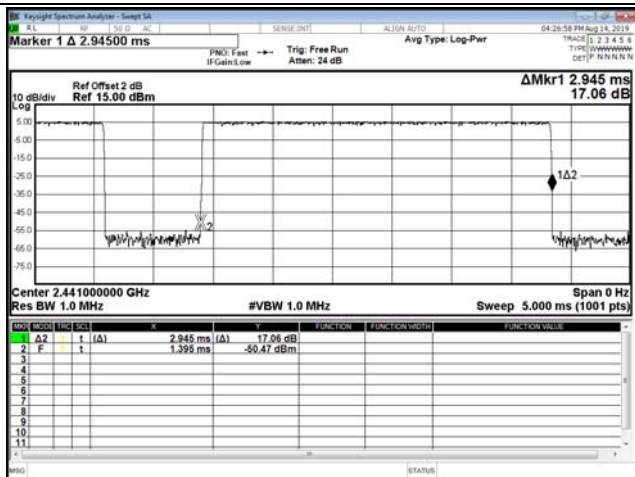 Keysight Spectrum Analyzer - Swept SA
RL RF 50 Ω AC SENSE:INT ALIGN AUTO 04:26:58 PM Aug 14, 2019
Marker 1 Δ 2.94500 ms Avg Type: Log-Pwr TRACE 1 2 3 4 5 6
PNO: Fast Trig: Free Run TYPE WWWWWW
IFGain:Low Atten: 24 dB DET P N N N N N
ΔMkr1 2.945 ms
17.06 dB
Ref Offset 2 dB
10 dB/div Ref 15.00 dBm
Log
5.00
-5.00
-15.0
-25.0
1Δ2
-35.0
-45.0
2
-55.0
-65.0
-75.0
Center 2.441000000 GHz Span 0 Hz
Res BW 1.0 MHz #VBW 1.0 MHz Sweep 5.000 ms (1001 pts)
MKR MODE TRC SCL X Y FUNCTION FUNCTION WIDTH FUNCTION VALUE
1 Δ2 1 t (Δ) 2.945 ms (Δ) 17.06 dB
2 F 1 t 1.395 ms -50.47 dBm
3
4
5
6
7
8
9
10
11
MSG STATUS